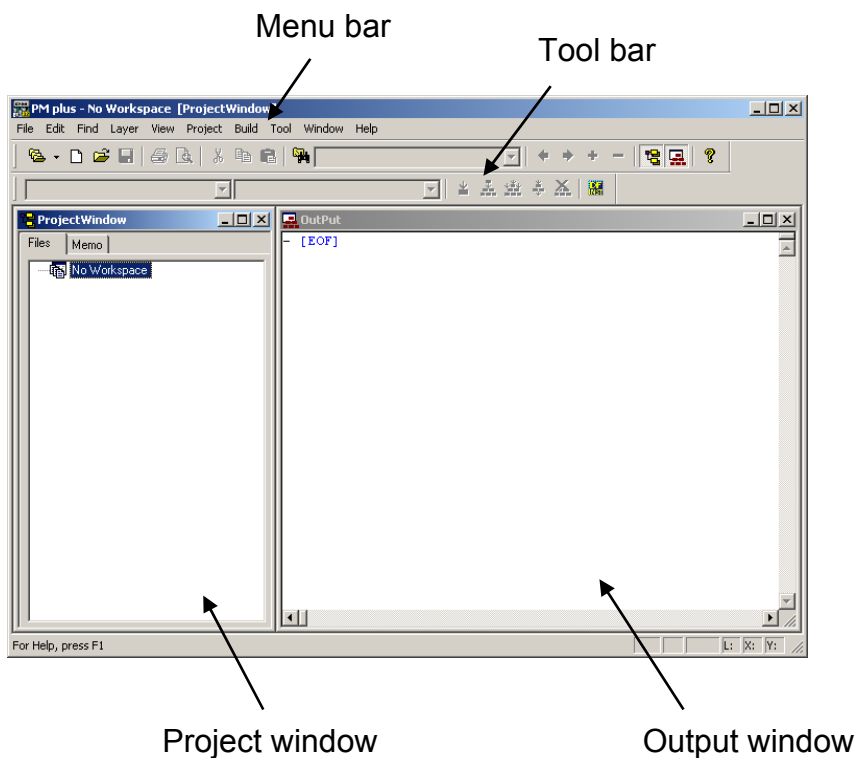 Menu bar
Tool bar
PM plus - No Workspace [ProjectWindow]
File Edit Find Layer View Project Build Tool Window Help
ProjectWindow
OutPut
Files Memo
[EOF]
No Workspace
For Help, press F1
L: X: Y:
Project window
Output window